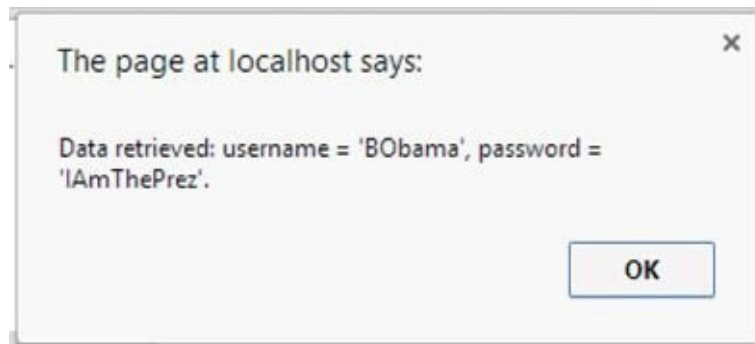 The page at localhost says:
×
Data retrieved: username = 'BObama', password =
'IAmThePrez'.
OK